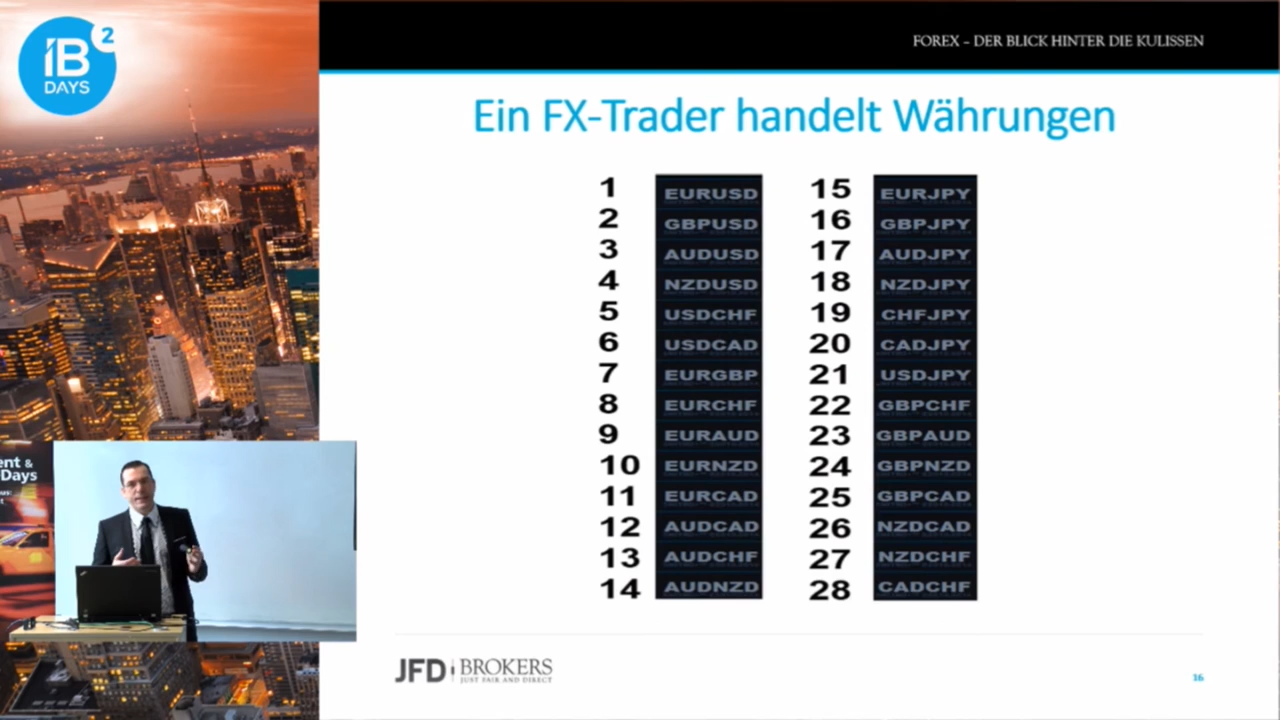 IB 2
DAYS
FOREX – DER BLICK HINTER DIE KULISSEN
Ein FX-Trader handelt Währungen
1 EURUSD
2 GBPUSD
3 AUDUSD
4 NZDUSD
5 USDCHF
6 USDCAD
7 EURGBP
8 EURCHF
9 EURAUD
10 EURNZD
11 EURCAD
12 AUDCAD
13 AUDCHF
14 AUDNZD
15 EURJPY
16 GBPJPY
17 AUDJPY
18 NZDJPY
19 CHFJPY
20 CADJPY
21 USDJPY
22 GBPCHF
23 GBPAUD
24 GBPNZD
25 GBPCAD
26 NZDCAD
27 NZDCHF
28 CADCHF
ent &
Days
JFD BROKERS
JUST FAIR AND DIRECT
16